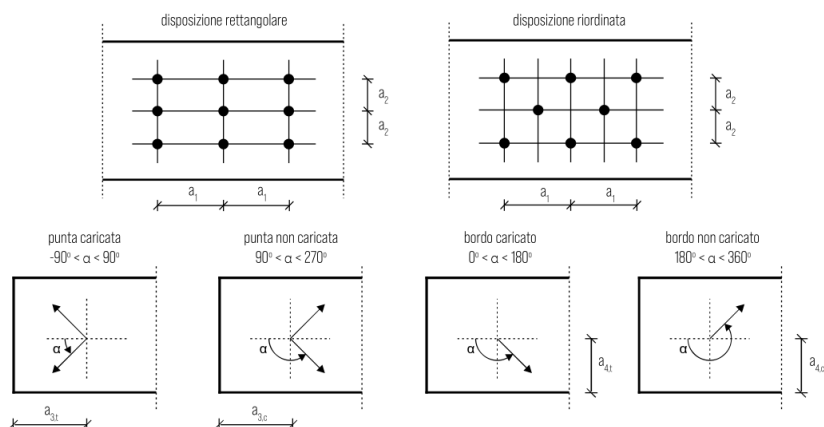 disposizione rettangolare
disposizione riordinata
a2
a2
a2
a2
a1
a1
a1
a1
punta caricata
-90° < α < 90°
punta non caricata
90° < α < 270°
bordo caricato
0° < α < 180°
bordo non caricato
180° < α < 360°
α
α
α
α
a4,t
a4,c
a3,t
a3,c